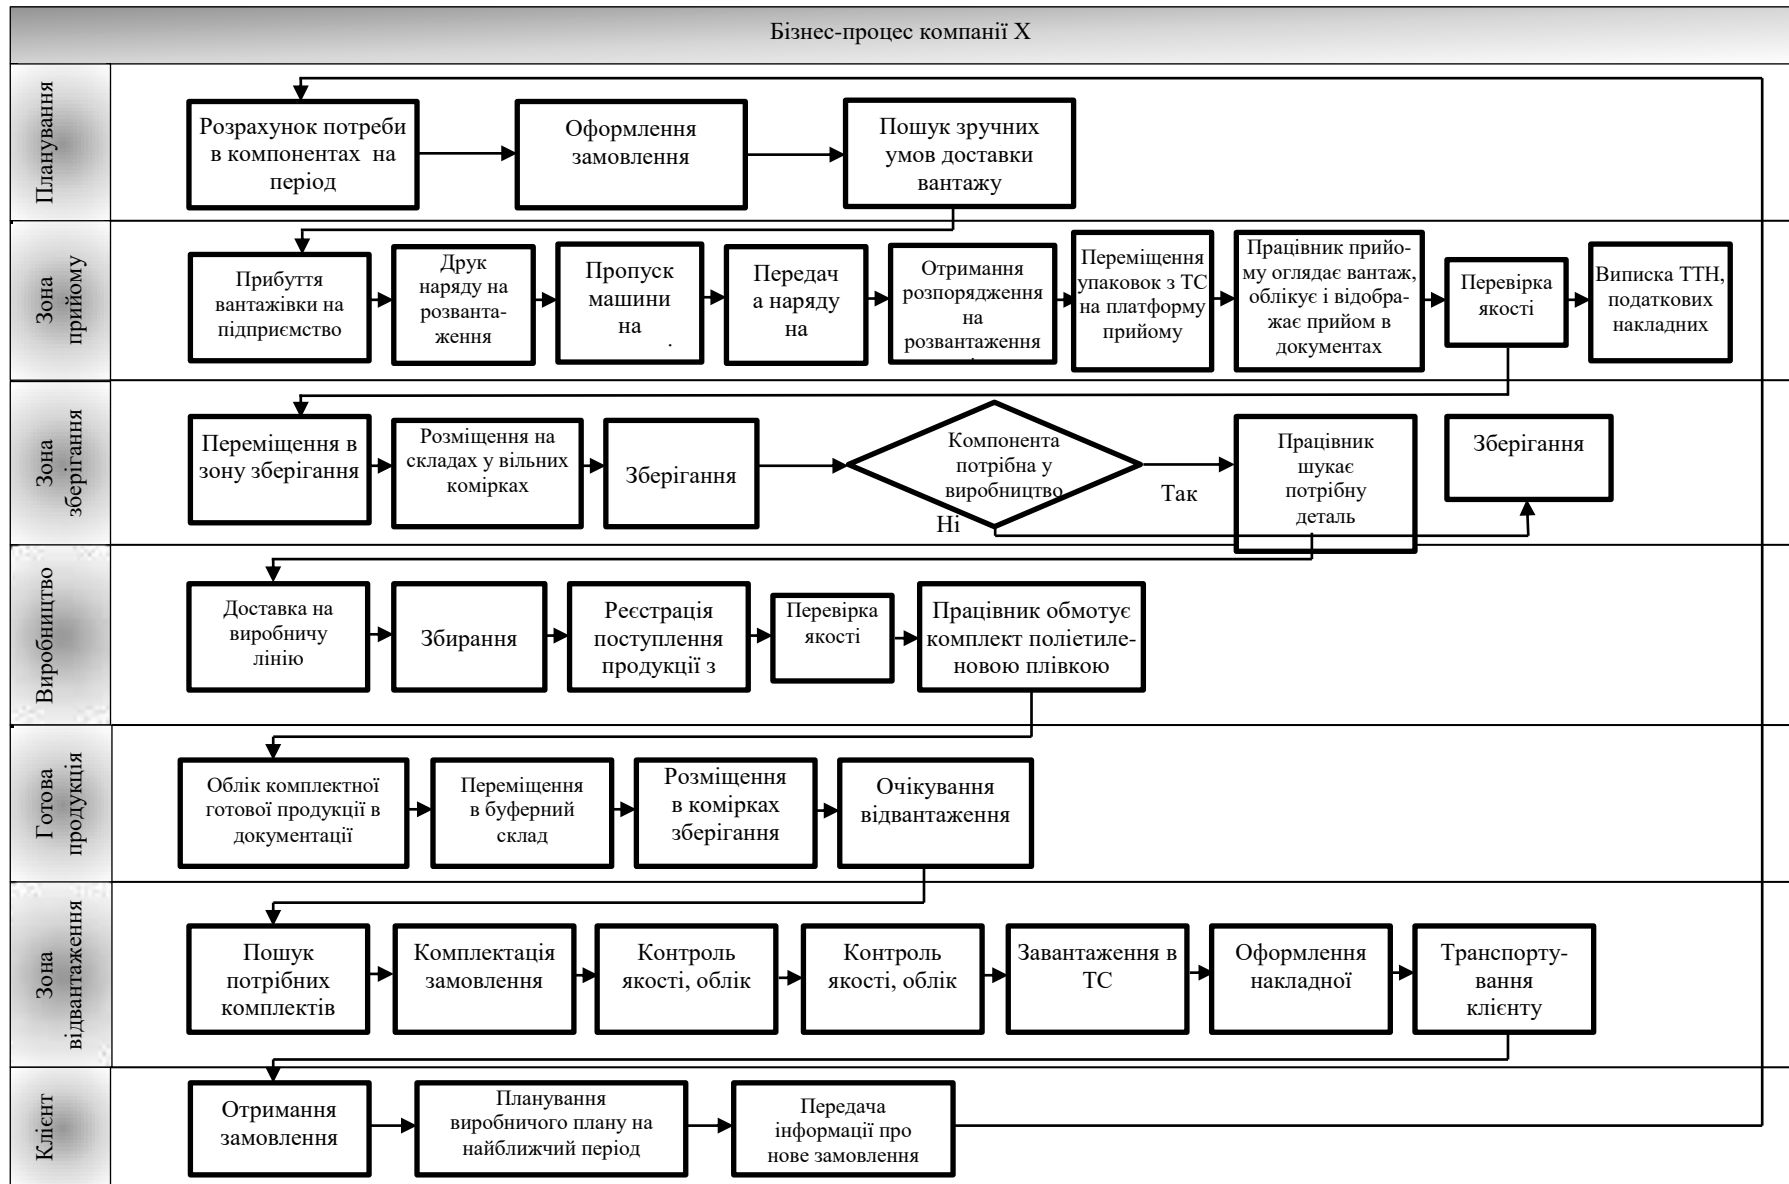 Бізнес-процес компанії Х
Планування
Розрахунок потреби
в компонентах на
період
Оформлення
замовлення
Пошук зручних
умов доставки
вантажу
Зона
прийому
Прибуття
вантажівки на
підприємство
Друк
наряду на
розванта-
ження
Пропуск
машини
на
Передач
а наряду
на
Отримання
розпорядження
на
розвантаження
Переміщення
упаковок з ТС
на платформу
прийому
Працівник прийо-
му оглядає вантаж,
облікує і відобра-
жає прийом в
документах
Перевірка
якості
Виписка ТТН,
податкових
накладних
Зона
зберігання
Переміщення в
зону зберігання
Розміщення на
складах у вільних
комірках
Зберігання
Компонента
потрібна у
виробництво
Так
Ні
Працівник
шукає
потрібну
деталь
Зберігання
Виробництво
Доставка на
виробничу
лінію
Збирання
Реєстрація
поступлення
продукції з
Перевірка
якості
Працівник обмотує
комплект поліетиле-
новою плівкою
Готова
продукція
Облік комплектної
готової продукції в
документації
Переміщення
в буферний
склад
Розміщення
в комірках
зберігання
Очікування
відвантаження
Зона
відвантаження
Пошук
потрібних
комплектів
Комплектація
замовлення
Контроль
якості, облік
Контроль
якості, облік
Завантаження в
ТС
Оформлення
накладної
Транспорту-
вання
клієнту
Клієнт
Отримання
замовлення
Планування
виробничого плану на
найближчий період
Передача
інформації про
нове замовлення